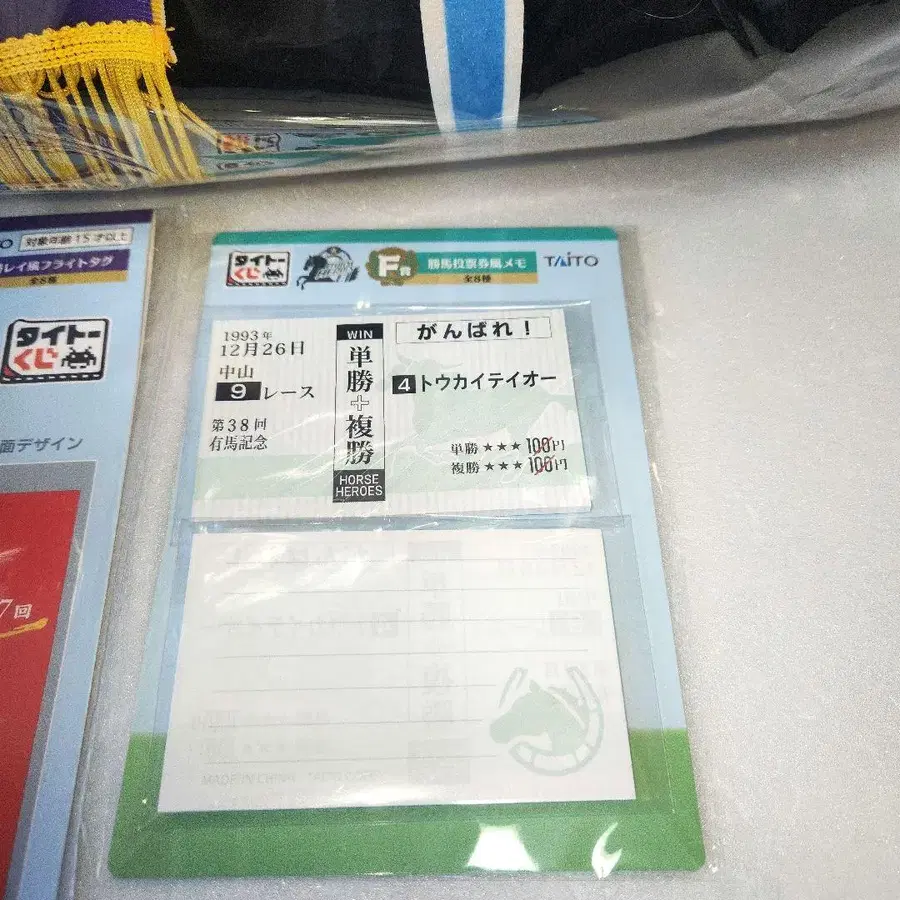 対象年齢15才以上
レイ風フライトタグ
全8種
タイトー
くじ
面デザイン
7回
タイトー
くじ
F賞
勝馬投票券風メモ
全8種
TAITO
1993年
12月26日
中山
9レース
第38回
有馬記念
WIN
単勝+複勝
HORSE
HEROES
がんばれ!
4トウカイテイオー
単勝★★★100円
複勝★★★100円